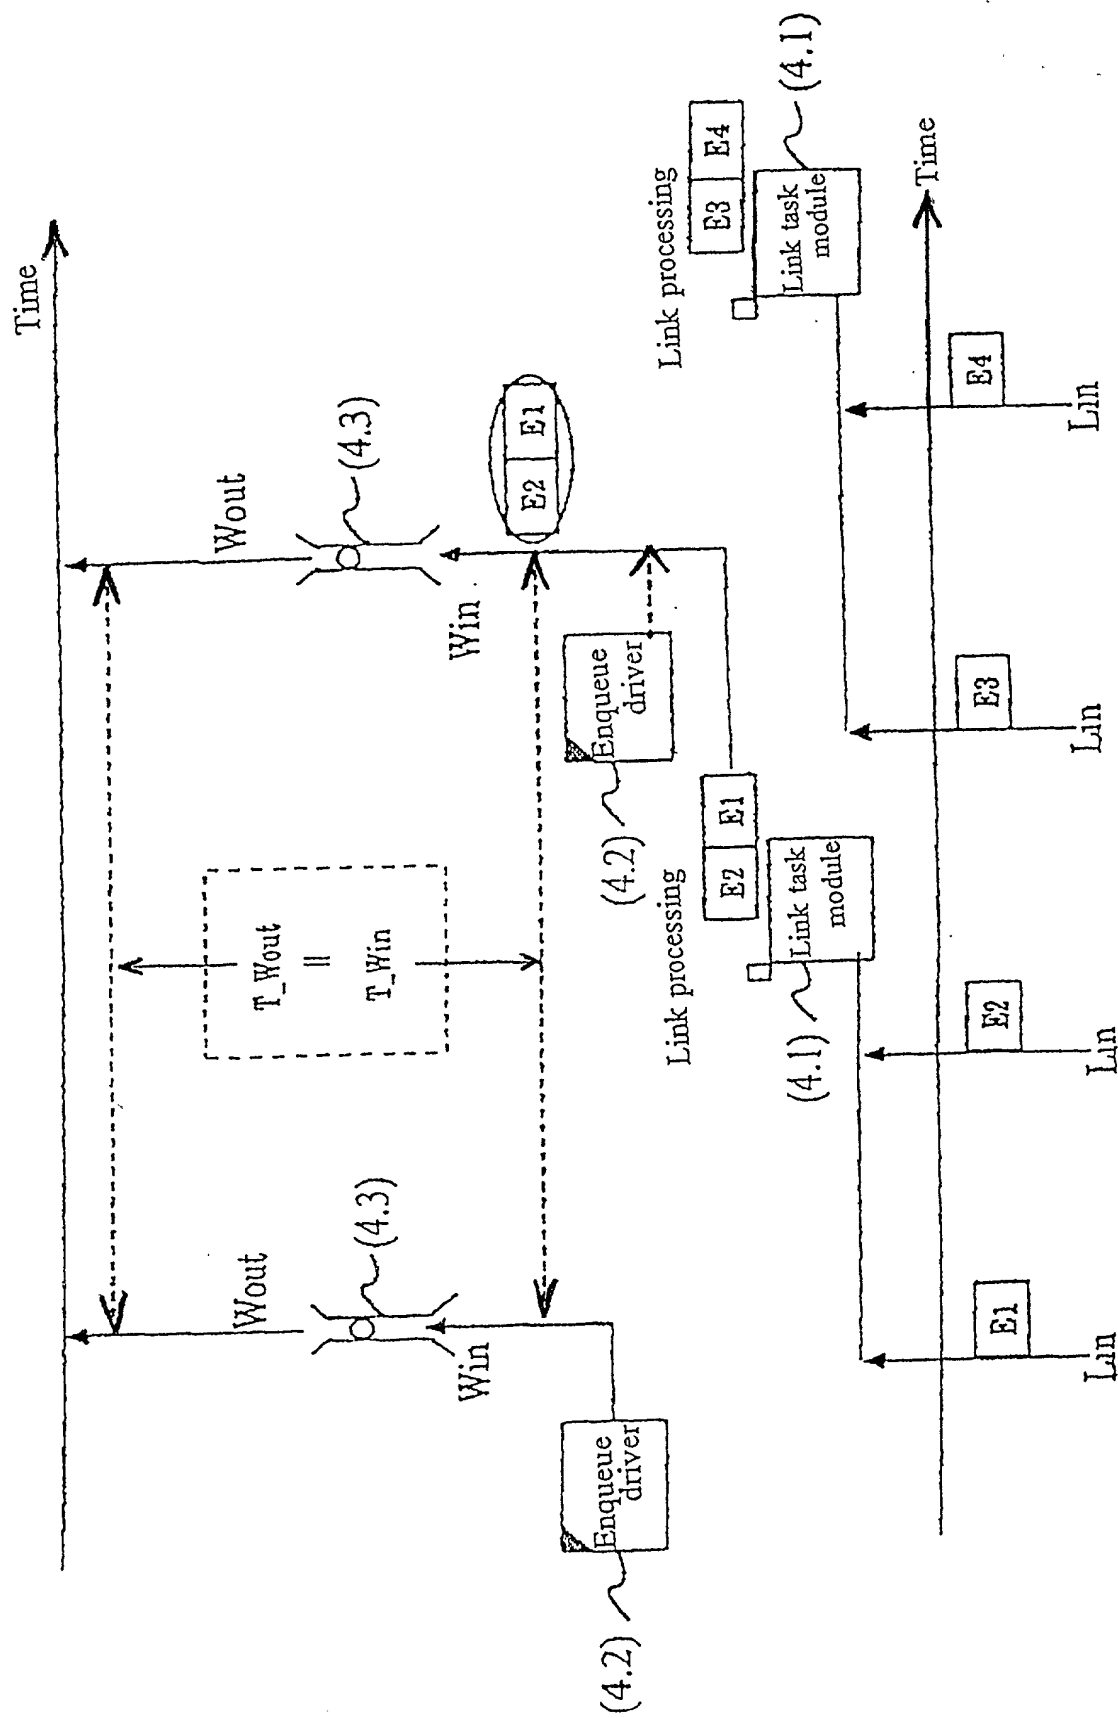 Time
Wout
Wout
(4.3)
(4.3)
T_Wout
=
T_Win
Win
Win
E2 E1
(4.2)
Enqueue
driver
(4.2)
Enqueue
driver
Link processing
E2 E1
Link processing
E3 E4
(4.1)
Link task
module
Link task
module
(4.1)
Time
E1
E2
E3
E4
Lin
Lin
Lin
Lin